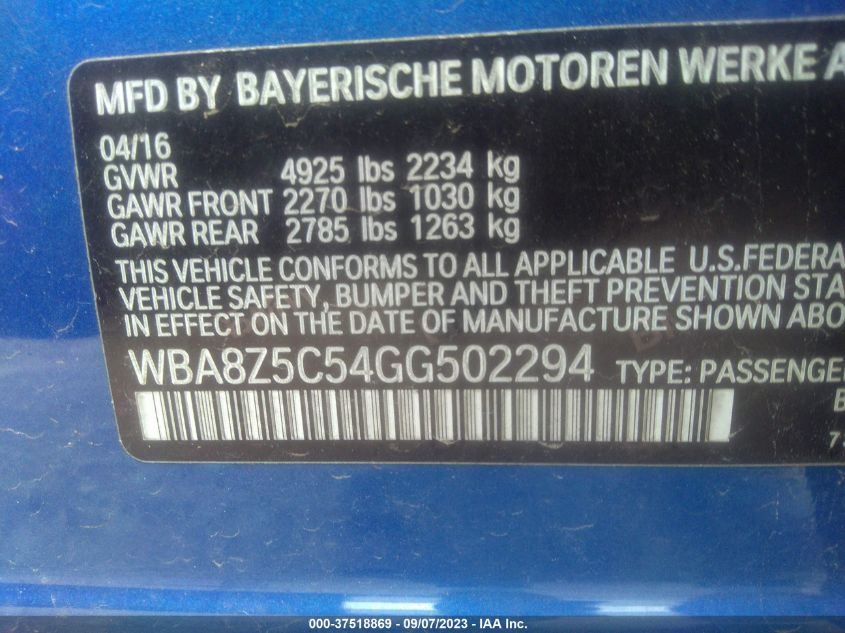 MFD BY BAYERISCHE MOTOREN WERKE A
04/16
GVWR 4925 lbs 2234 kg
GAWR FRONT 2270 lbs 1030 kg
GAWR REAR 2785 lbs 1263 kg
THIS VEHICLE CONFORMS TO ALL APPLICABLE U.S.FEDERA
VEHICLE SAFETY, BUMPER AND THEFT PREVENTION STA
IN EFFECT ON THE DATE OF MANUFACTURE SHOWN ABO
WBA8Z5C54GG502294 TYPE: PASSENGE
000-37518869 - 09/07/2023 - IAA Inc.